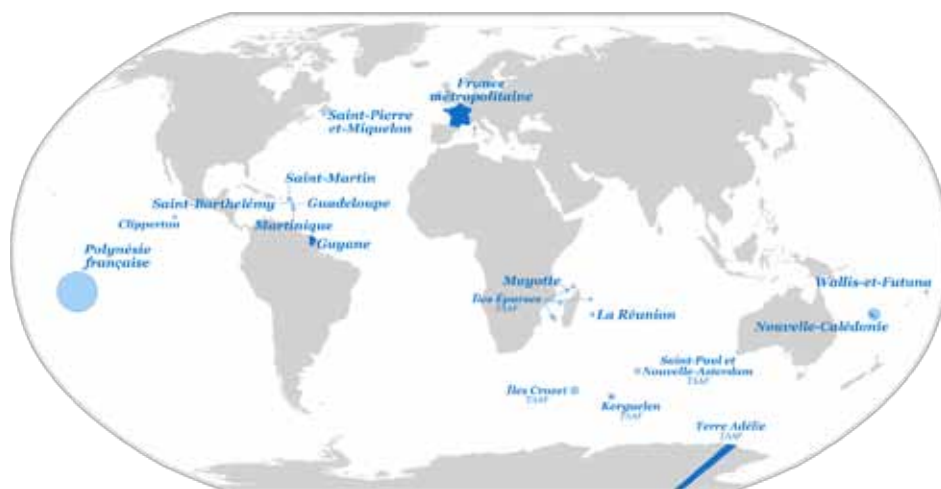 France
métropolitaine
Saint-Pierre
et-Miquelon
Saint-Martin
Saint-Barthelémy
Guadeloupe
Clipperton
Martinique
Guyane
Polynésie
française
Mayotte
Îles Éparses
TAAF
La Réunion
Wallis-et-Futuna
Nouvelle-Calédonie
Saint-Paul et
Nouvelle-Asterdam
TAAF
Îles Crozet
TAAF
Kerguelen
TAAF
Terre Adélie
TAAF